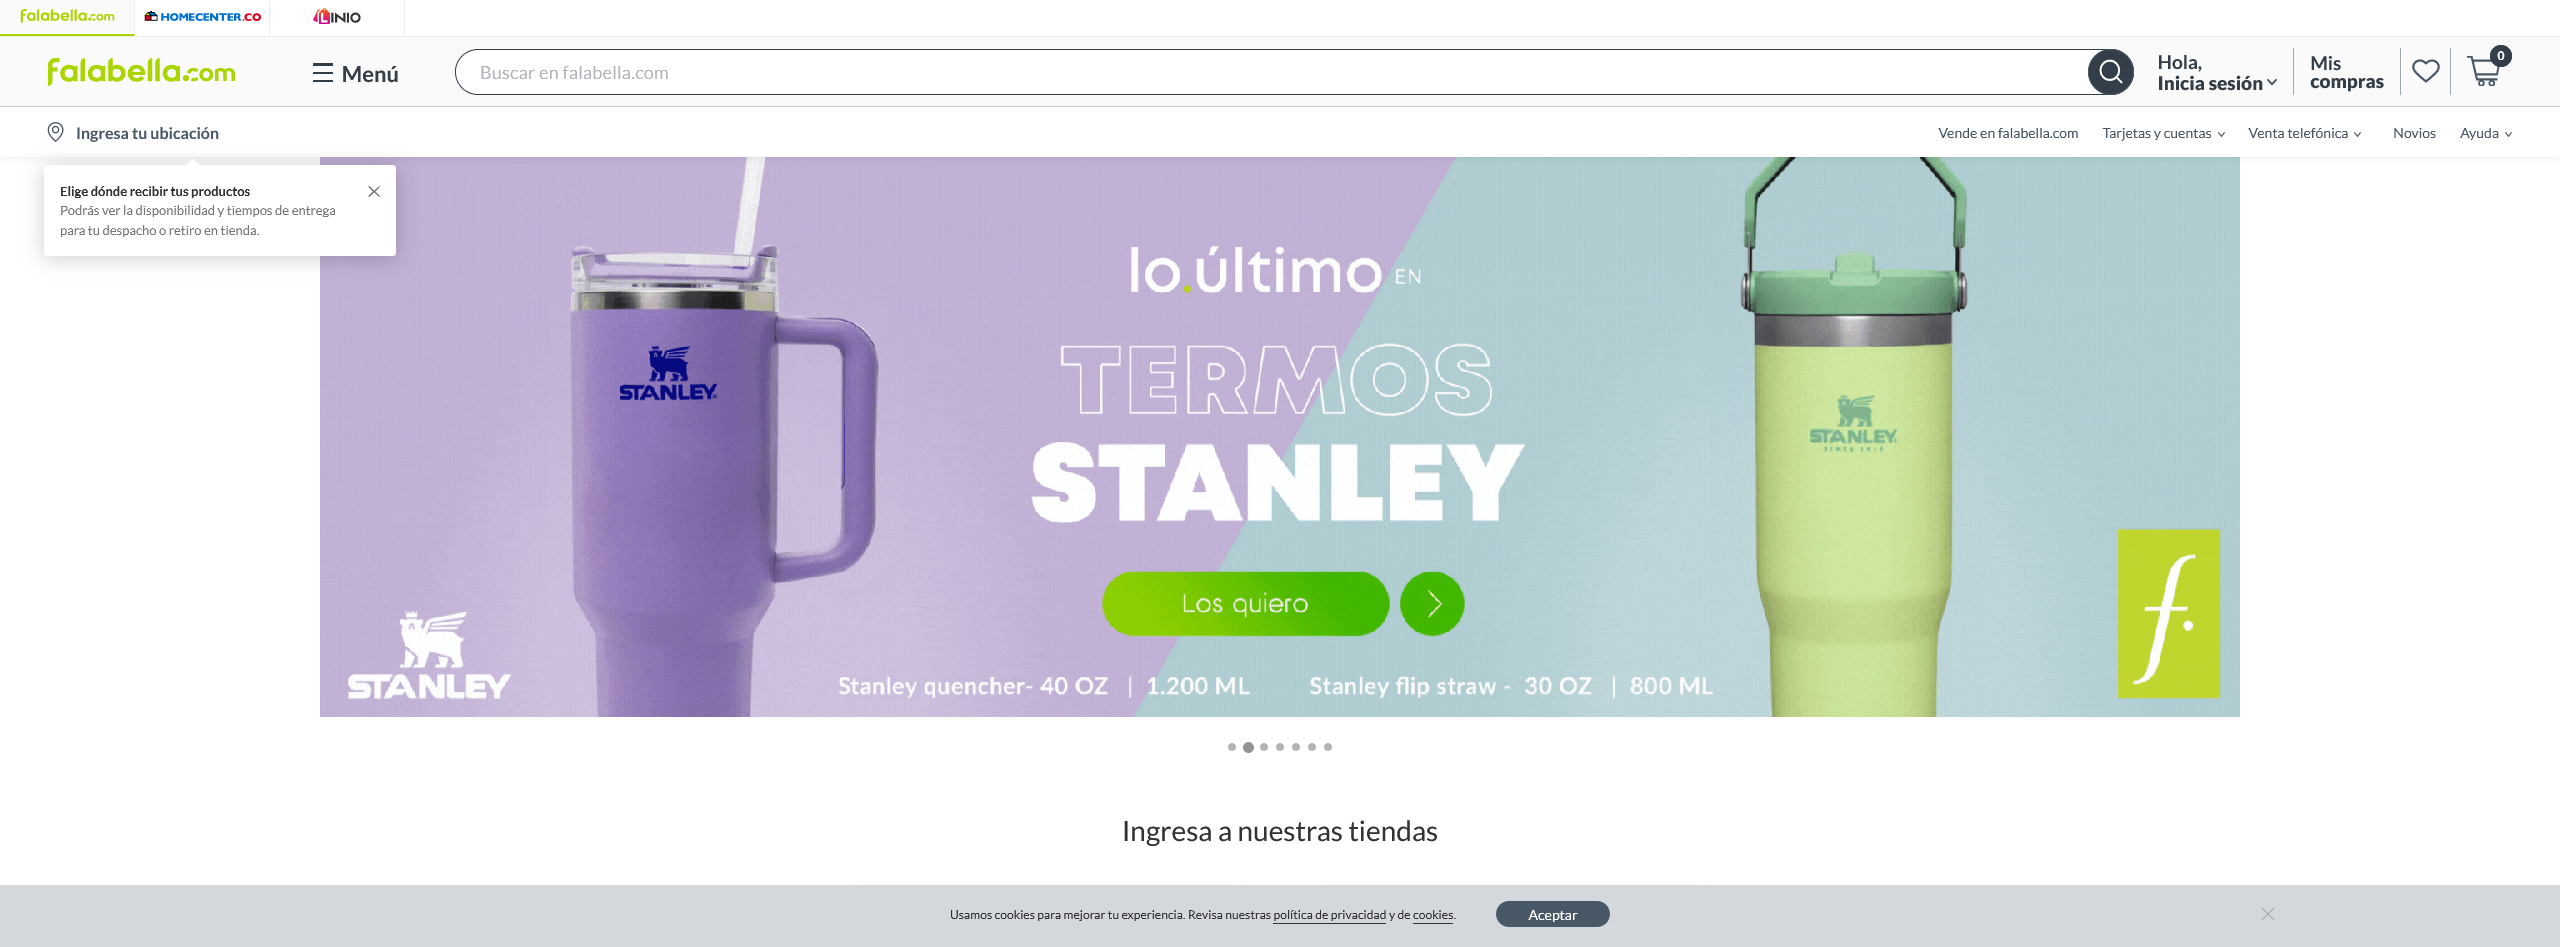 falabella.com
HOMECENTER.CO
LINIO
falabella.com
Menú
Buscar en falabella.com
Hola,
Inicia sesión
Mis
compras
0
Ingresa tu ubicación
Vende en falabella.com
Tarjetas y cuentas
Venta telefónica
Novios
Ayuda
Elige dónde recibir tus productos
Podrás ver la disponibilidad y tiempos de entrega
para tu despacho o retiro en tienda.
lo.último EN
TERMOS
STANLEY
Los quiero
STANLEY
STANLEY
SINCE 1913
STANLEY
f.
Stanley quencher- 40 OZ | 1.200 ML
Stanley flip straw - 30 OZ | 800 ML
Ingresa a nuestras tiendas
Usamos cookies para mejorar tu experiencia. Revisa nuestras política de privacidad y de cookies.
Aceptar